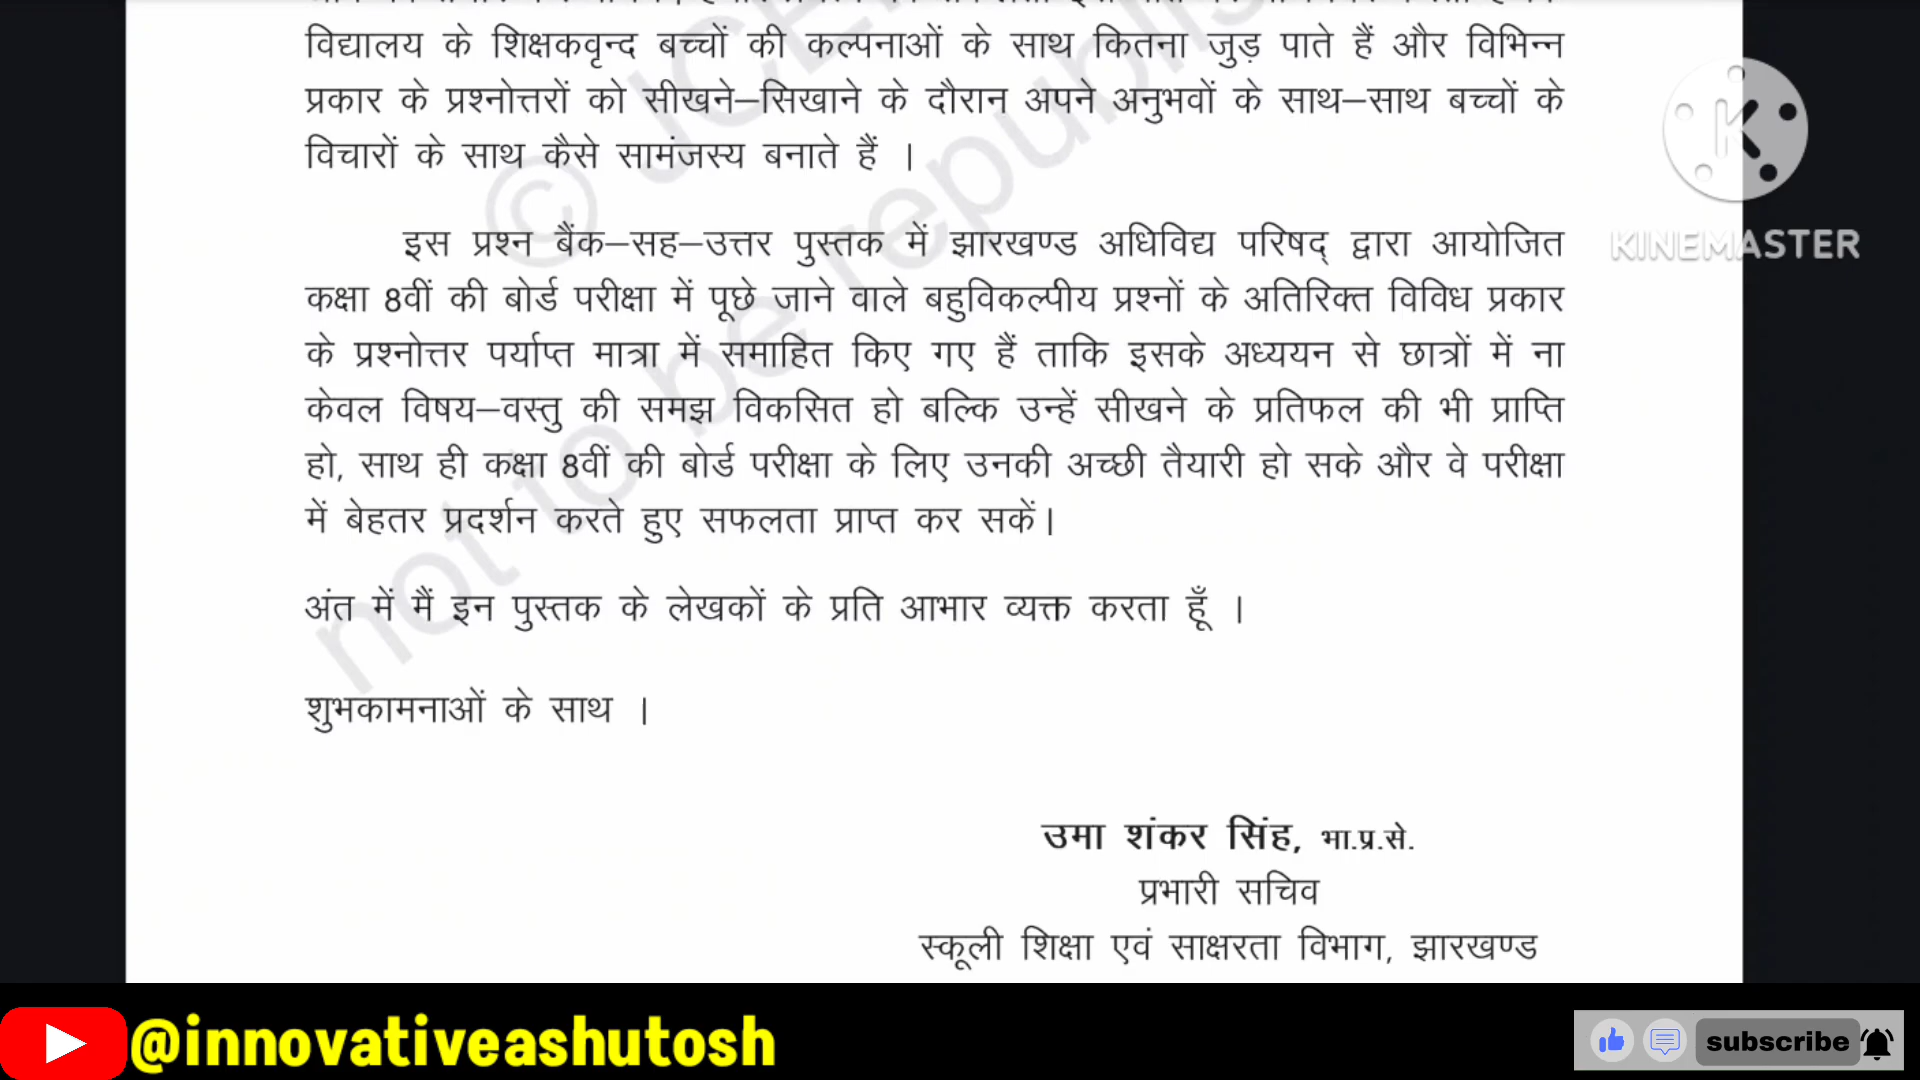 विद्यालय के शिक्षकवृन्द बच्चों की कल्पनाओं के साथ कितना जुड़ पाते हैं और विभिन्न
प्रकार के प्रश्नोत्तरों को सीखने–सिखाने के दौरान अपने अनुभवों के साथ–साथ बच्चों के
विचारों के साथ कैसे सामंजस्य बनाते हैं ।
इस प्रश्न बैंक–सह–उत्तर पुस्तक में झारखण्ड अधिविद्य परिषद् द्वारा आयोजित
कक्षा 8वीं की बोर्ड परीक्षा में पूछे जाने वाले बहुविकल्पीय प्रश्नों के अतिरिक्त विविध प्रकार
के प्रश्नोत्तर पर्याप्त मात्रा में समाहित किए गए हैं ताकि इसके अध्ययन से छात्रों में ना
केवल विषय–वस्तु की समझ विकसित हो बल्कि उन्हें सीखने के प्रतिफल की भी प्राप्ति
हो, साथ ही कक्षा 8वीं की बोर्ड परीक्षा के लिए उनकी अच्छी तैयारी हो सके और वे परीक्षा
में बेहतर प्रदर्शन करते हुए सफलता प्राप्त कर सकें।
अंत में मैं इन पुस्तक के लेखकों के प्रति आभार व्यक्त करता हूँ ।
शुभकामनाओं के साथ ।
उमा शंकर सिंह, भा.प्र.से.
प्रभारी सचिव
स्कूली शिक्षा एवं साक्षरता विभाग, झारखण्ड
not to be republis
K
KINEMASTER
@innovativeashutosh
subscribe